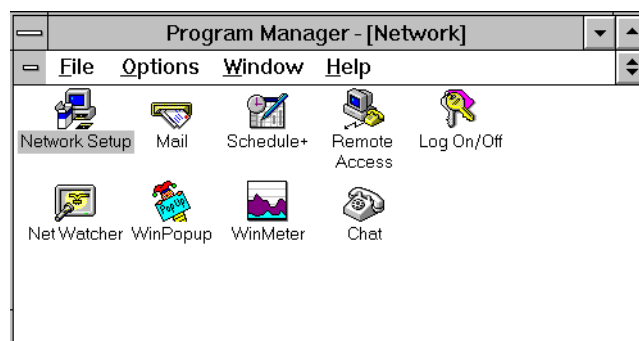 Program Manager - [Network]
File Options Window Help
Network Setup Mail Schedule+ Remote Access Log On/Off
Net Watcher WinPopup WinMeter Chat
PopUp